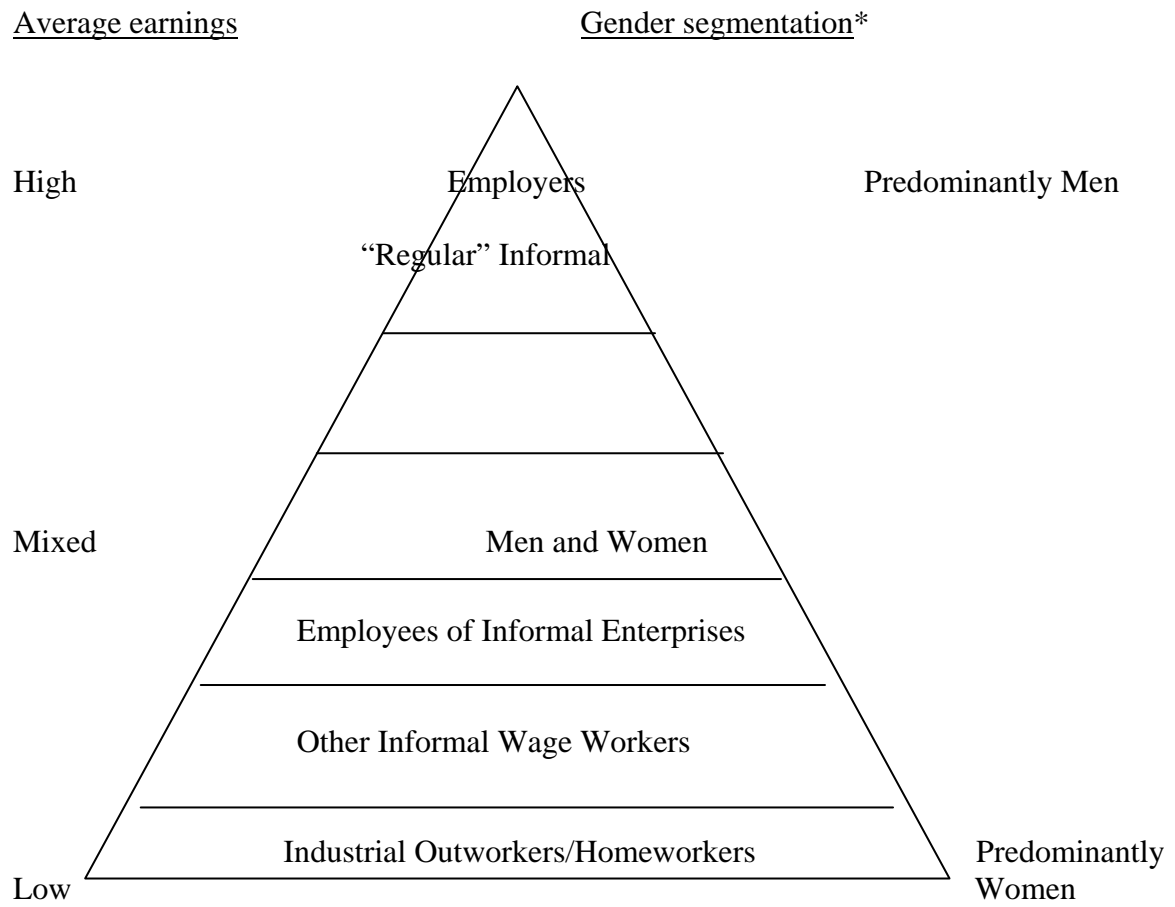 Average earnings Gender segmentation*
High Employers Predominantly Men
“Regular” Informal
Mixed Men and Women
Employees of Informal Enterprises
Other Informal Wage Workers
Industrial Outworkers/Homeworkers Predominantly
Low Women